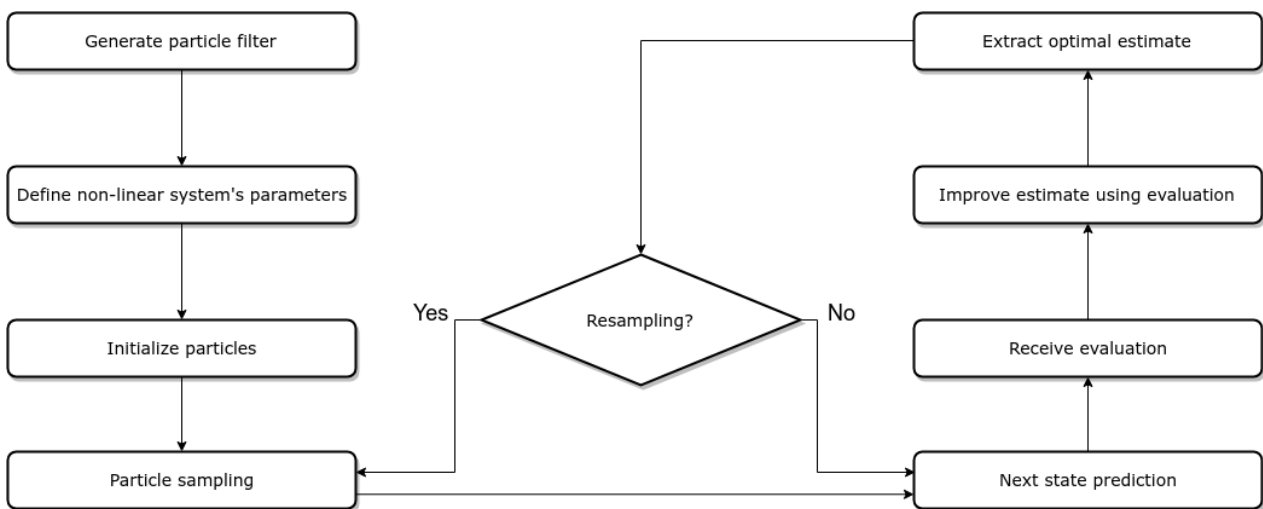 Generate particle filter
Define non-linear system's parameters
Initialize particles
Particle sampling
Yes
Resampling?
No
Extract optimal estimate
Improve estimate using evaluation
Receive evaluation
Next state prediction